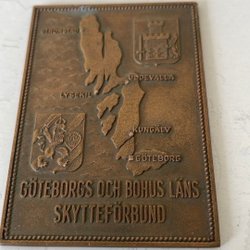 STRÖMSTAD
UDDEVALLA
LYSEKIL
KUNGÄLV
GÖTEBORG
GÖTEBORGS OCH BOHUS LÄNS
SKYTTEFÖRBUND